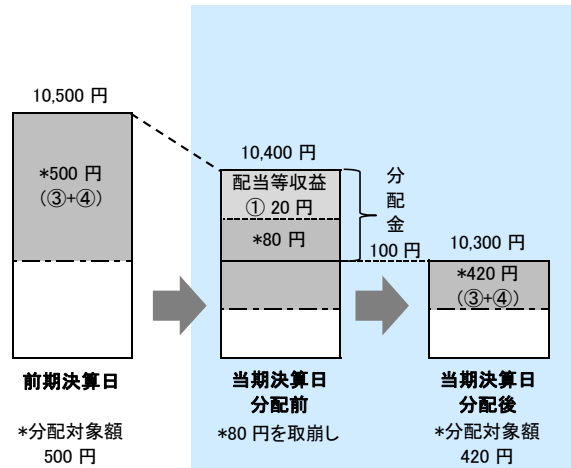 10,500 円
*500 円
(③+④)
前期決算日
*分配対象額
500 円
10,400 円
配当等収益
① 20 円
*80 円
分配金
100 円
当期決算日
分配前
*80 円を取崩し
10,300 円
*420 円
(③+④)
当期決算日
分配後
*分配対象額
420 円